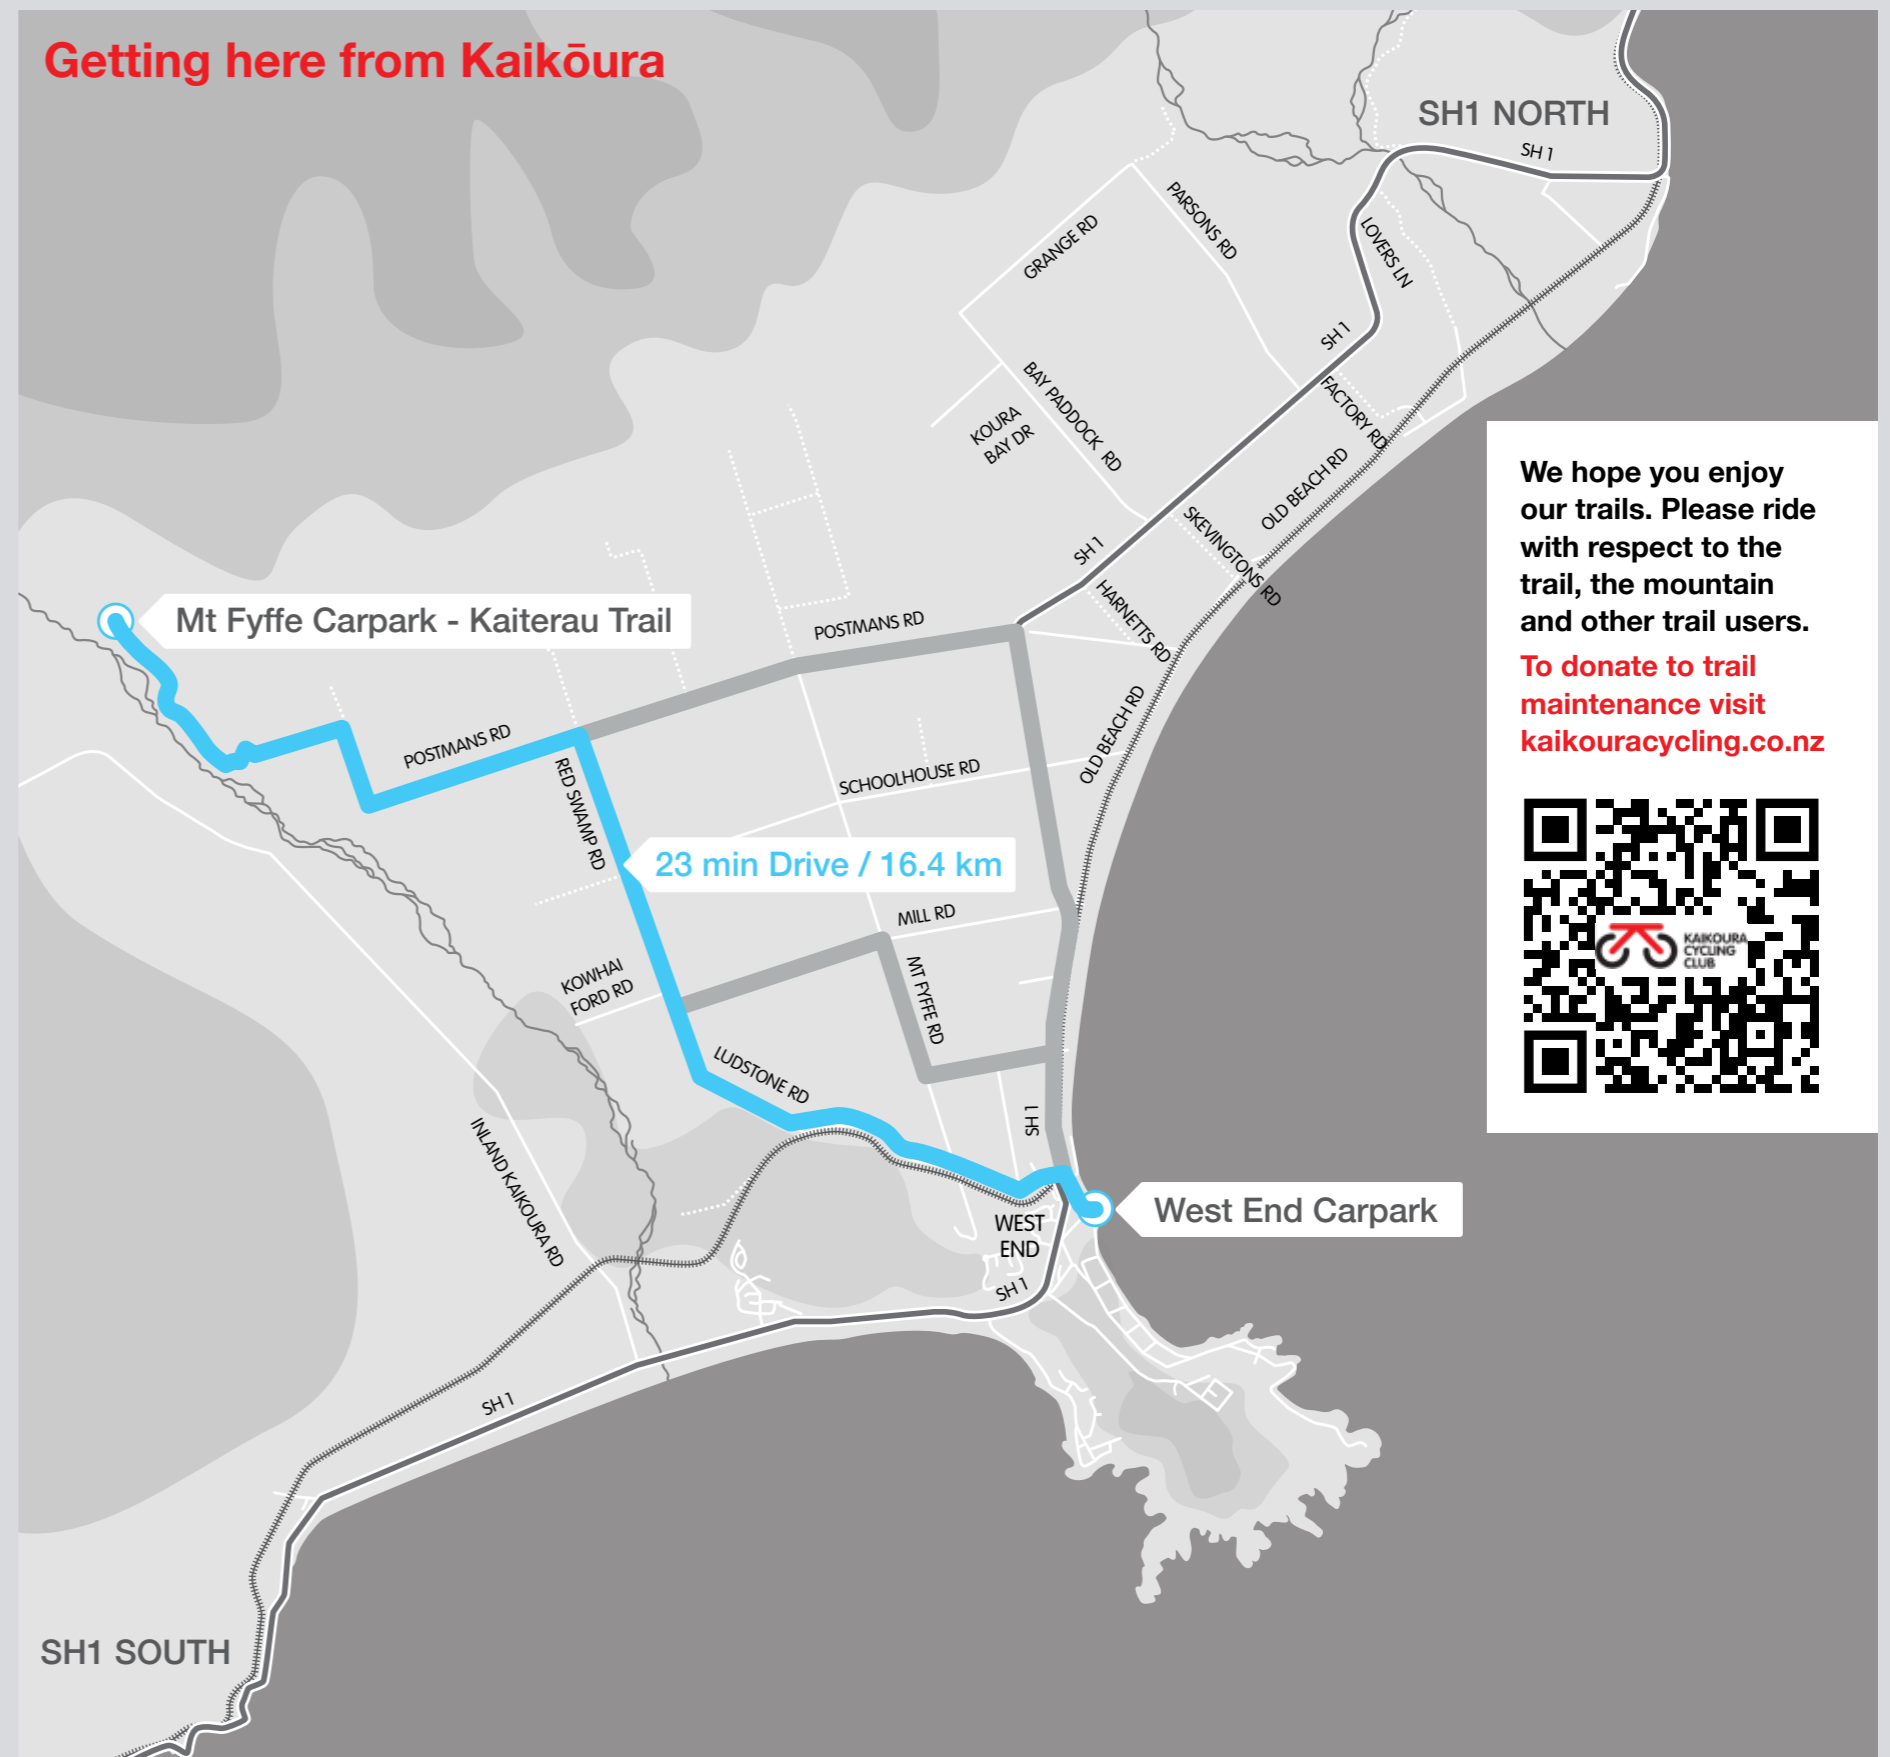 Getting here from Kaikōura
SH1 NORTH
SH 1
PARSONS RD
GRANGE RD
LOVERS LN
SH 1
BAY PADDOCK RD
FACTORY RD
KOURA
BAY DR
OLD BEACH RD
SKEVINGTONS RD
SH 1
HARNETTS RD
We hope you enjoy
our trails. Please ride
with respect to the
trail, the mountain
and other trail users.
To donate to trail
maintenance visit
kaikouracycling.co.nz
KAIKOURA
CYCLING
CLUB
Mt Fyffe Carpark - Kaiterau Trail
POSTMANS RD
POSTMANS RD
OLD BEACH RD
RED SWAMP RD
SCHOOLHOUSE RD
23 min Drive / 16.4 km
MILL RD
KOWHAI
FORD RD
MT FYFFE RD
LUDSTONE RD
SH1
INLAND KAIKOURA RD
WEST
END
West End Carpark
SH 1
SH 1
SH1 SOUTH